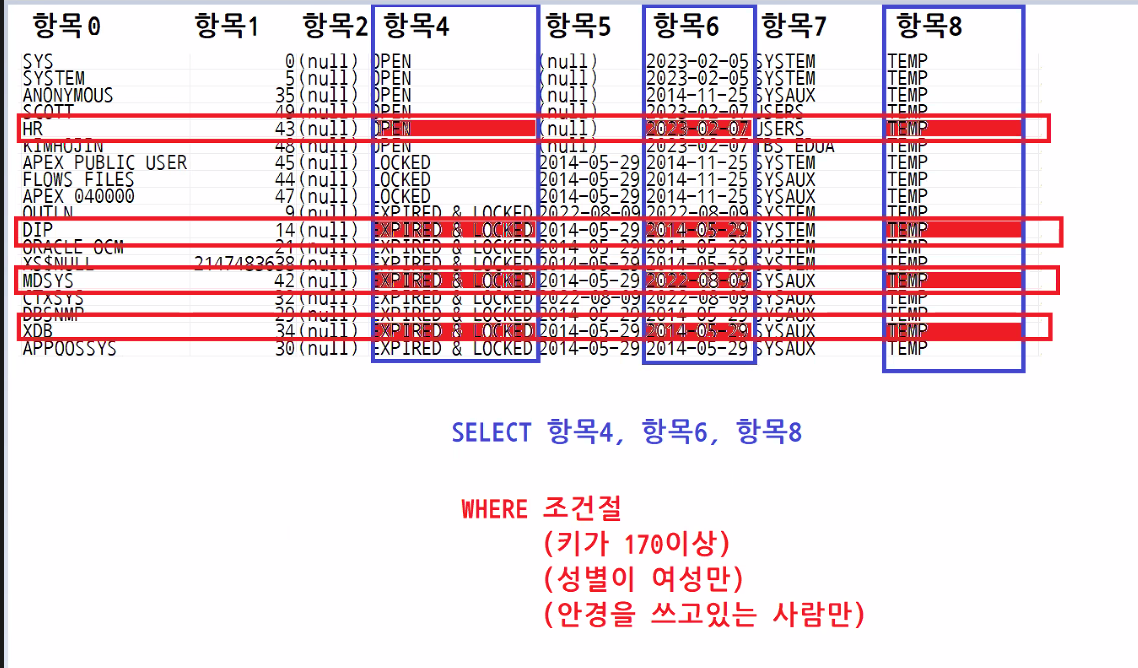 항목0 항목1 항목2 항목4 항목5 항목6 항목7 항목8
SYS 0 (null) OPEN (null) 2023-02-05 SYSTEM TEMP
SYSTEM 5 (null) OPEN (null) 2023-02-05 SYSTEM TEMP
ANONYMOUS 35 (null) OPEN (null) 2014-11-25 SYSAUX TEMP
SCOTT 49 (null) OPEN (null) 2023-02-07 USERS TEMP
HR 43 (null) OPEN (null) 2023-02-07 USERS TEMP
KIMHOJIN 48 (null) OPEN (null) 2023-02-07 TBS_EDUA TEMP
APEX_PUBLIC_USER 45 (null) LOCKED 2014-05-29 2014-11-25 SYSTEM TEMP
FLOWS_FILES 44 (null) LOCKED 2014-05-29 2014-11-25 SYSAUX TEMP
APEX_040000 47 (null) LOCKED 2014-05-29 2014-11-25 SYSAUX TEMP
OUTLN 9 (null) EXPIRED & LOCKED 2022-08-09 2022-08-09 SYSTEM TEMP
DIP 14 (null) EXPIRED & LOCKED 2014-05-29 2014-05-29 SYSTEM TEMP
ORACLE_OCM 21 (null) EXPIRED & LOCKED 2014-05-29 2014-05-29 SYSTEM TEMP
XS$NULL 2147483638 (null) EXPIRED & LOCKED 2014-05-29 2014-05-29 SYSTEM TEMP
MDSYS 42 (null) EXPIRED & LOCKED 2014-05-29 2022-08-09 SYSAUX TEMP
CTXSYS 32 (null) EXPIRED & LOCKED 2022-08-09 2022-08-09 SYSAUX TEMP
DBSNMP 29 (null) EXPIRED & LOCKED 2014-05-29 2014-05-29 SYSAUX TEMP
XDB 34 (null) EXPIRED & LOCKED 2014-05-29 2014-05-29 SYSAUX TEMP
APPQOSSYS 30 (null) EXPIRED & LOCKED 2014-05-29 2014-05-29 SYSAUX TEMP
SELECT 항목4, 항목6, 항목8
WHERE 조건절
(키가 170이상)
(성별이 여성만)
(안경을 쓰고있는 사람만)